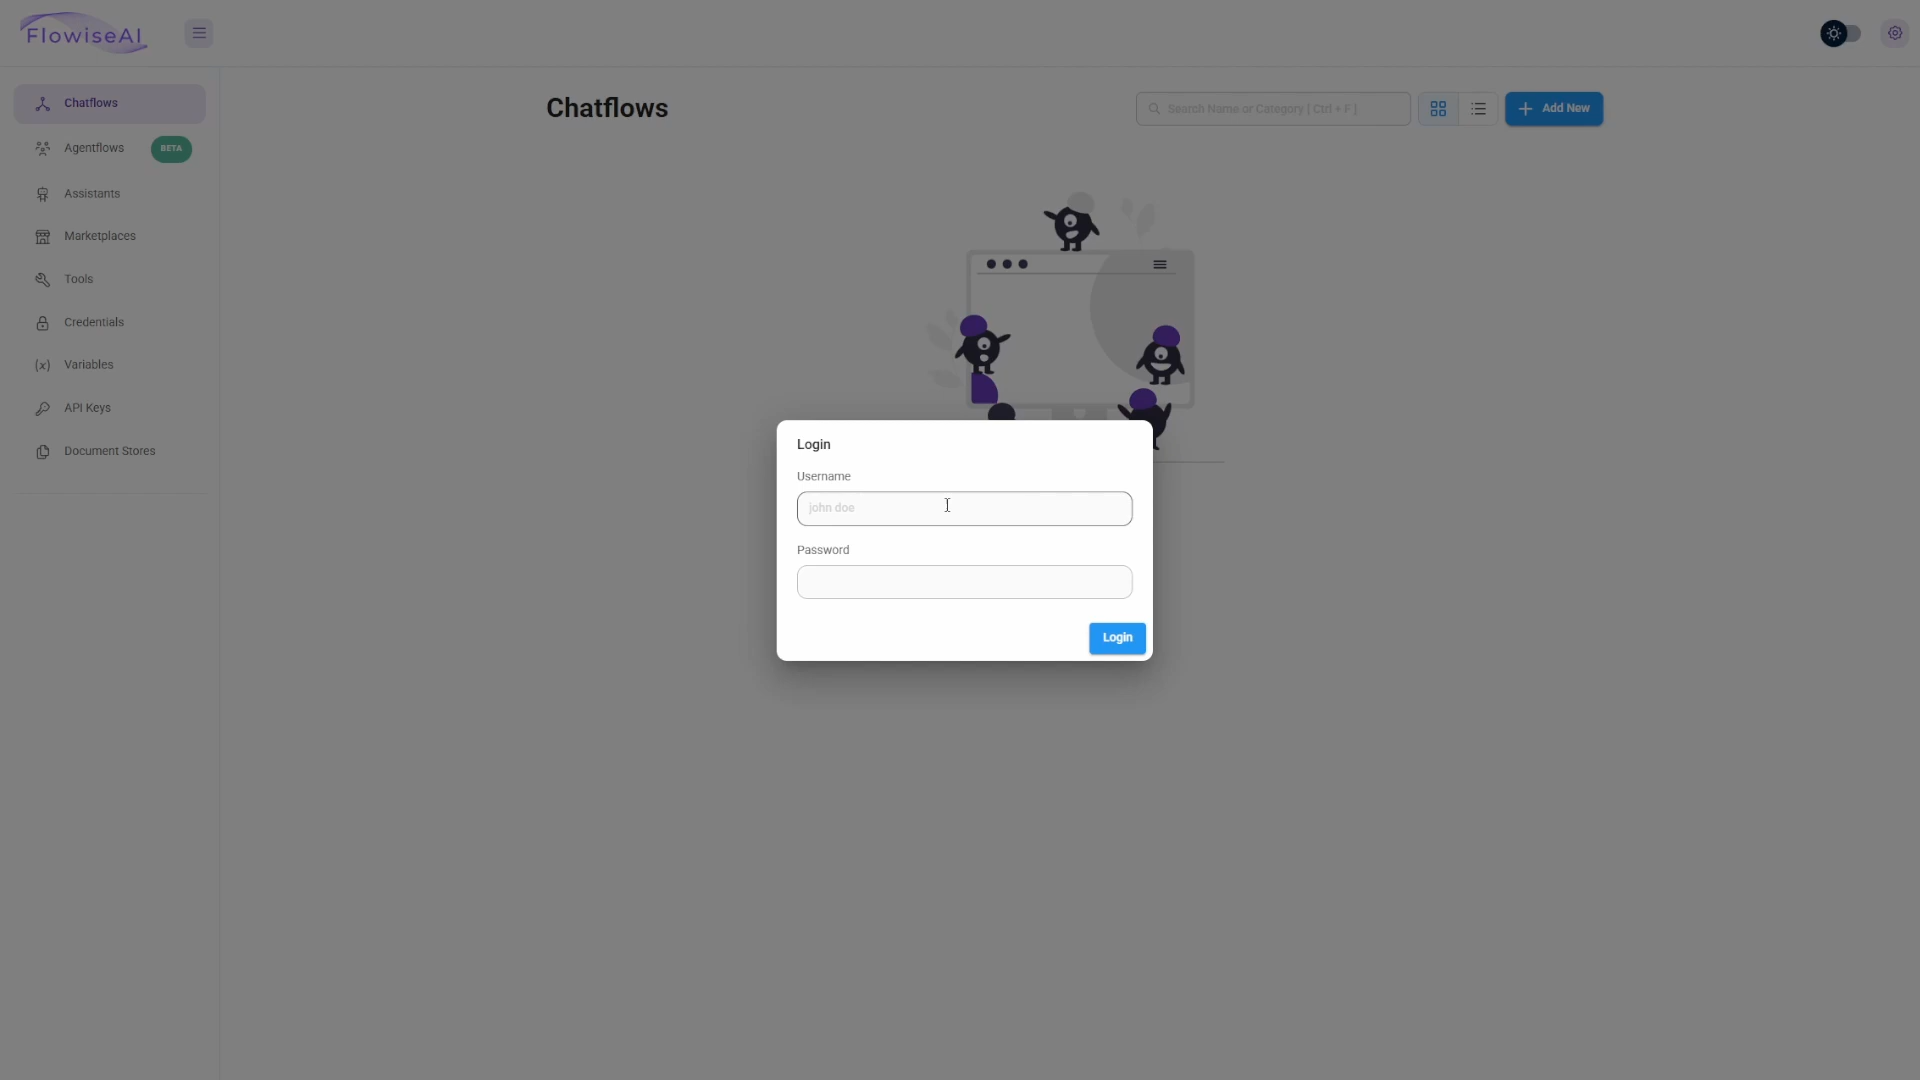 FlowiseAI
Chatflows
Agentflows
BETA
Assistants
Marketplaces
Tools
Credentials
(x) Variables
API Keys
Document Stores
Chatflows
Search Name or Category [ Ctrl + F ]
Add New
Login
Username
john doe
Password
Login